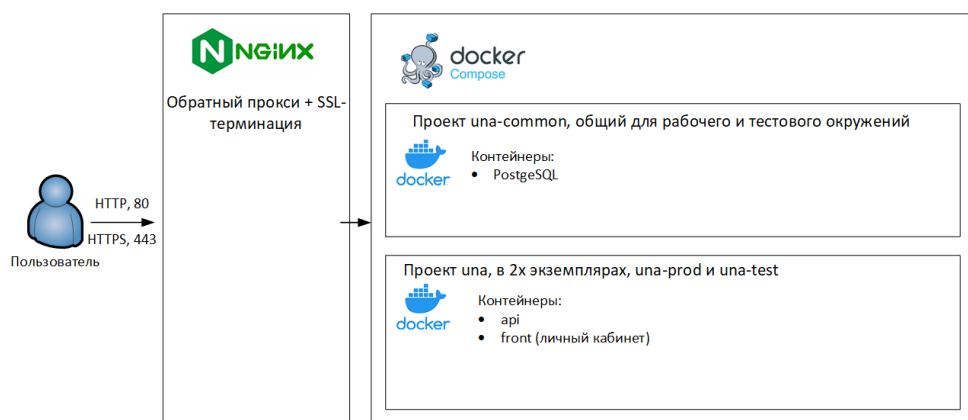 NGINX
Обратный прокси + SSL-
терминация
docker
Compose
Проект una-common, общий для рабочего и тестового окружений
docker
Контейнеры:
• PostgeSQL
HTTP, 80
HTTPS, 443
Пользователь
Проект una, в 2х экземплярах, una-prod и una-test
docker
Контейнеры:
• api
• front (личный кабинет)